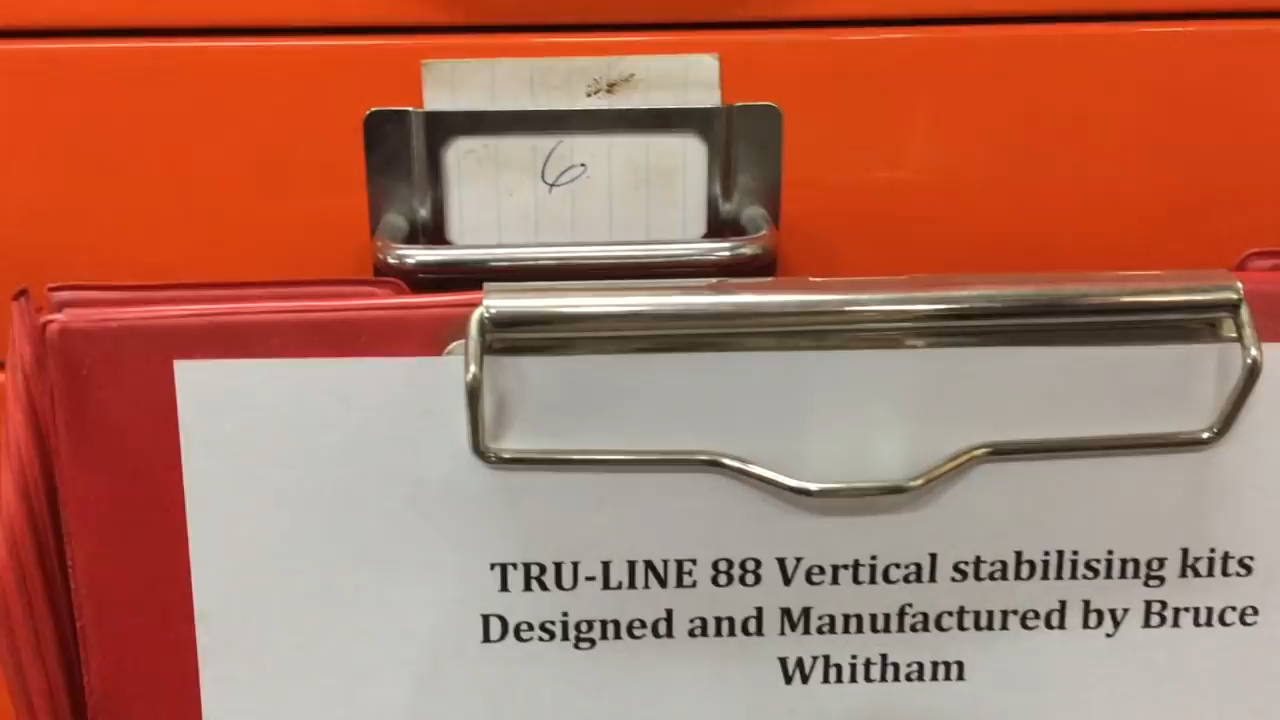 6
TRU-LINE 88 Vertical stabilising kits
Designed and Manufactured by Bruce
Whitham